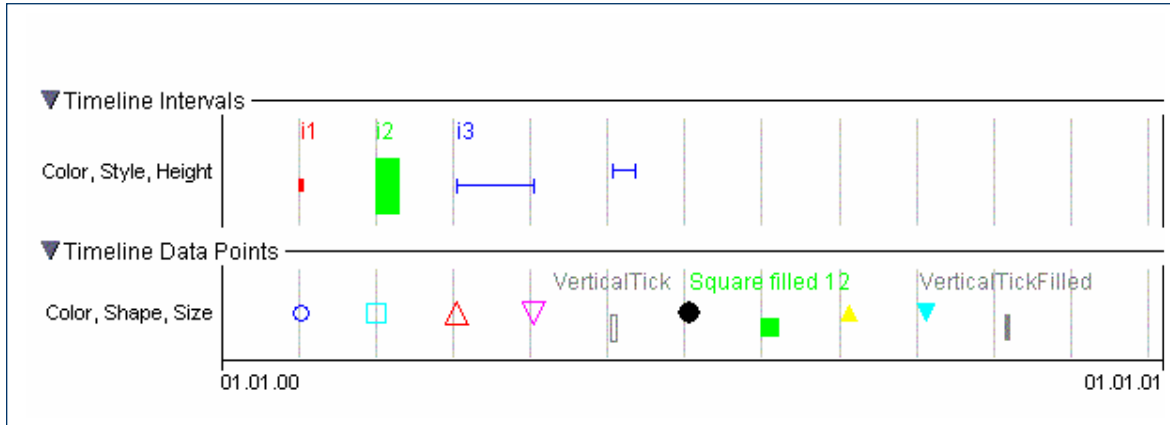 Timeline Intervals
i1 i2 i3
Color, Style, Height
Timeline Data Points
VerticalTick Square filled 12 VerticalTickFilled
Color, Shape, Size
01.01.00 01.01.01